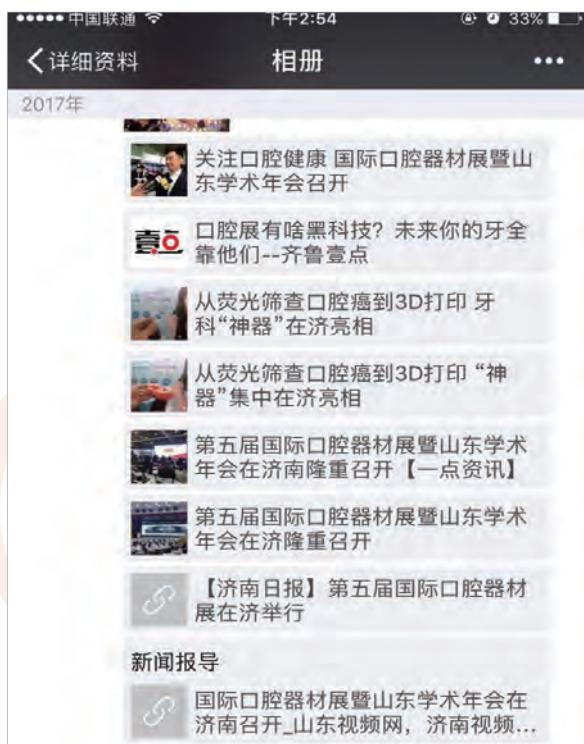 中国联通 下午2:54 33%
详细资料 相册
2017年
关注口腔健康 国际口腔器材展暨山
东学术年会召开
壹点
口腔展有啥黑科技？未来你的牙全
靠他们--齐鲁壹点
从荧光筛查口腔癌到3D打印 牙
科“神器”在济亮相
从荧光筛查口腔癌到3D打印 “神
器”集中在济亮相
第五届国际口腔器材展暨山东学术
年会在济南隆重召开【一点资讯】
第五届国际口腔器材展暨山东学术
年会在济隆重召开
【济南日报】第五届国际口腔器材
展在济举行
新闻报导
国际口腔器材展暨山东学术年会在
济南召开_山东视频网，济南视频...